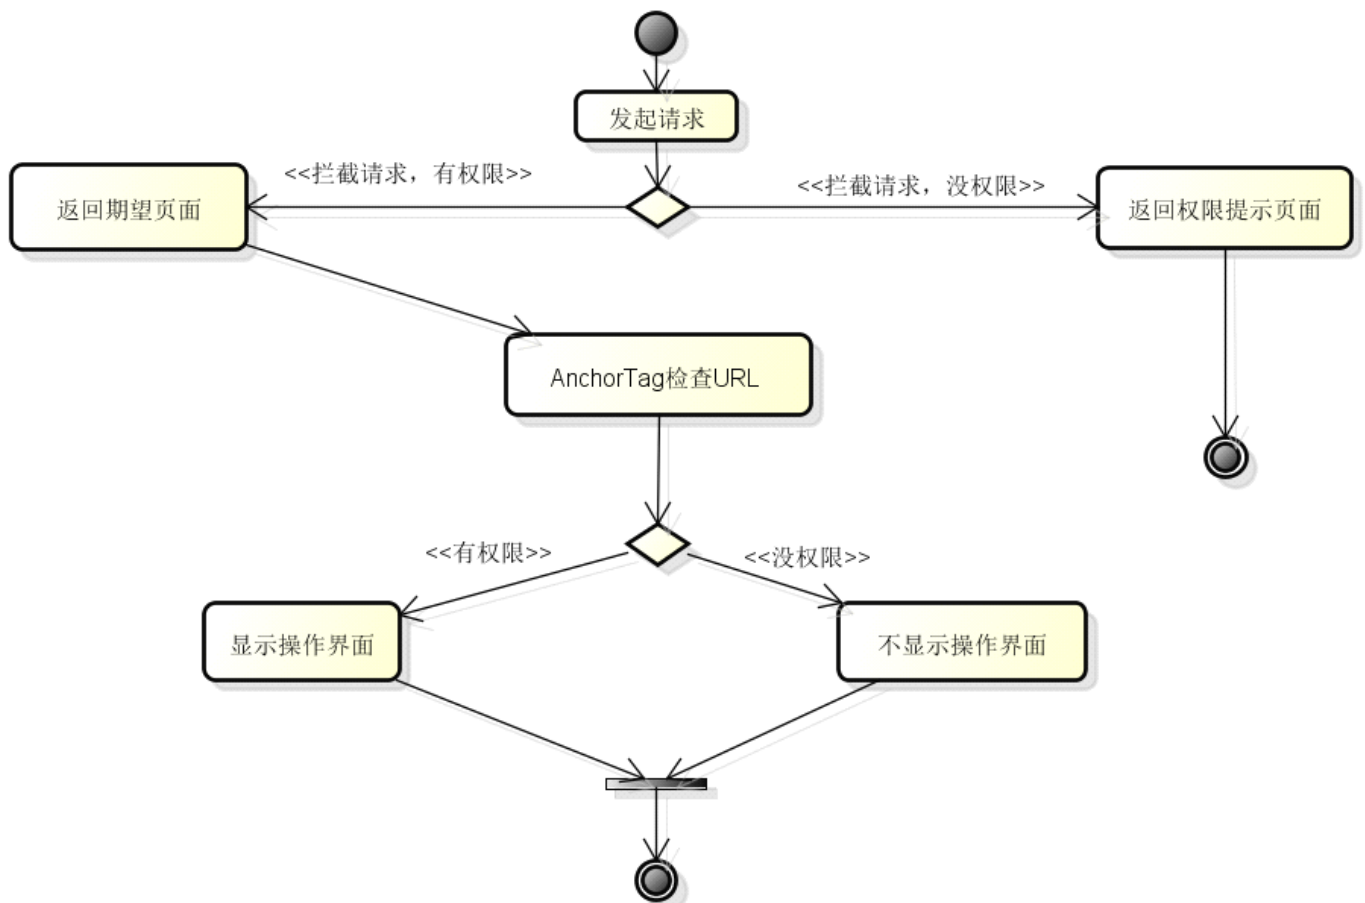 发起请求
<<拦截请求，有权限>>
<<拦截请求，没权限>>
返回期望页面
返回权限提示页面
AnchorTag检查URL
<<有权限>>
<<没权限>>
显示操作界面
不显示操作界面